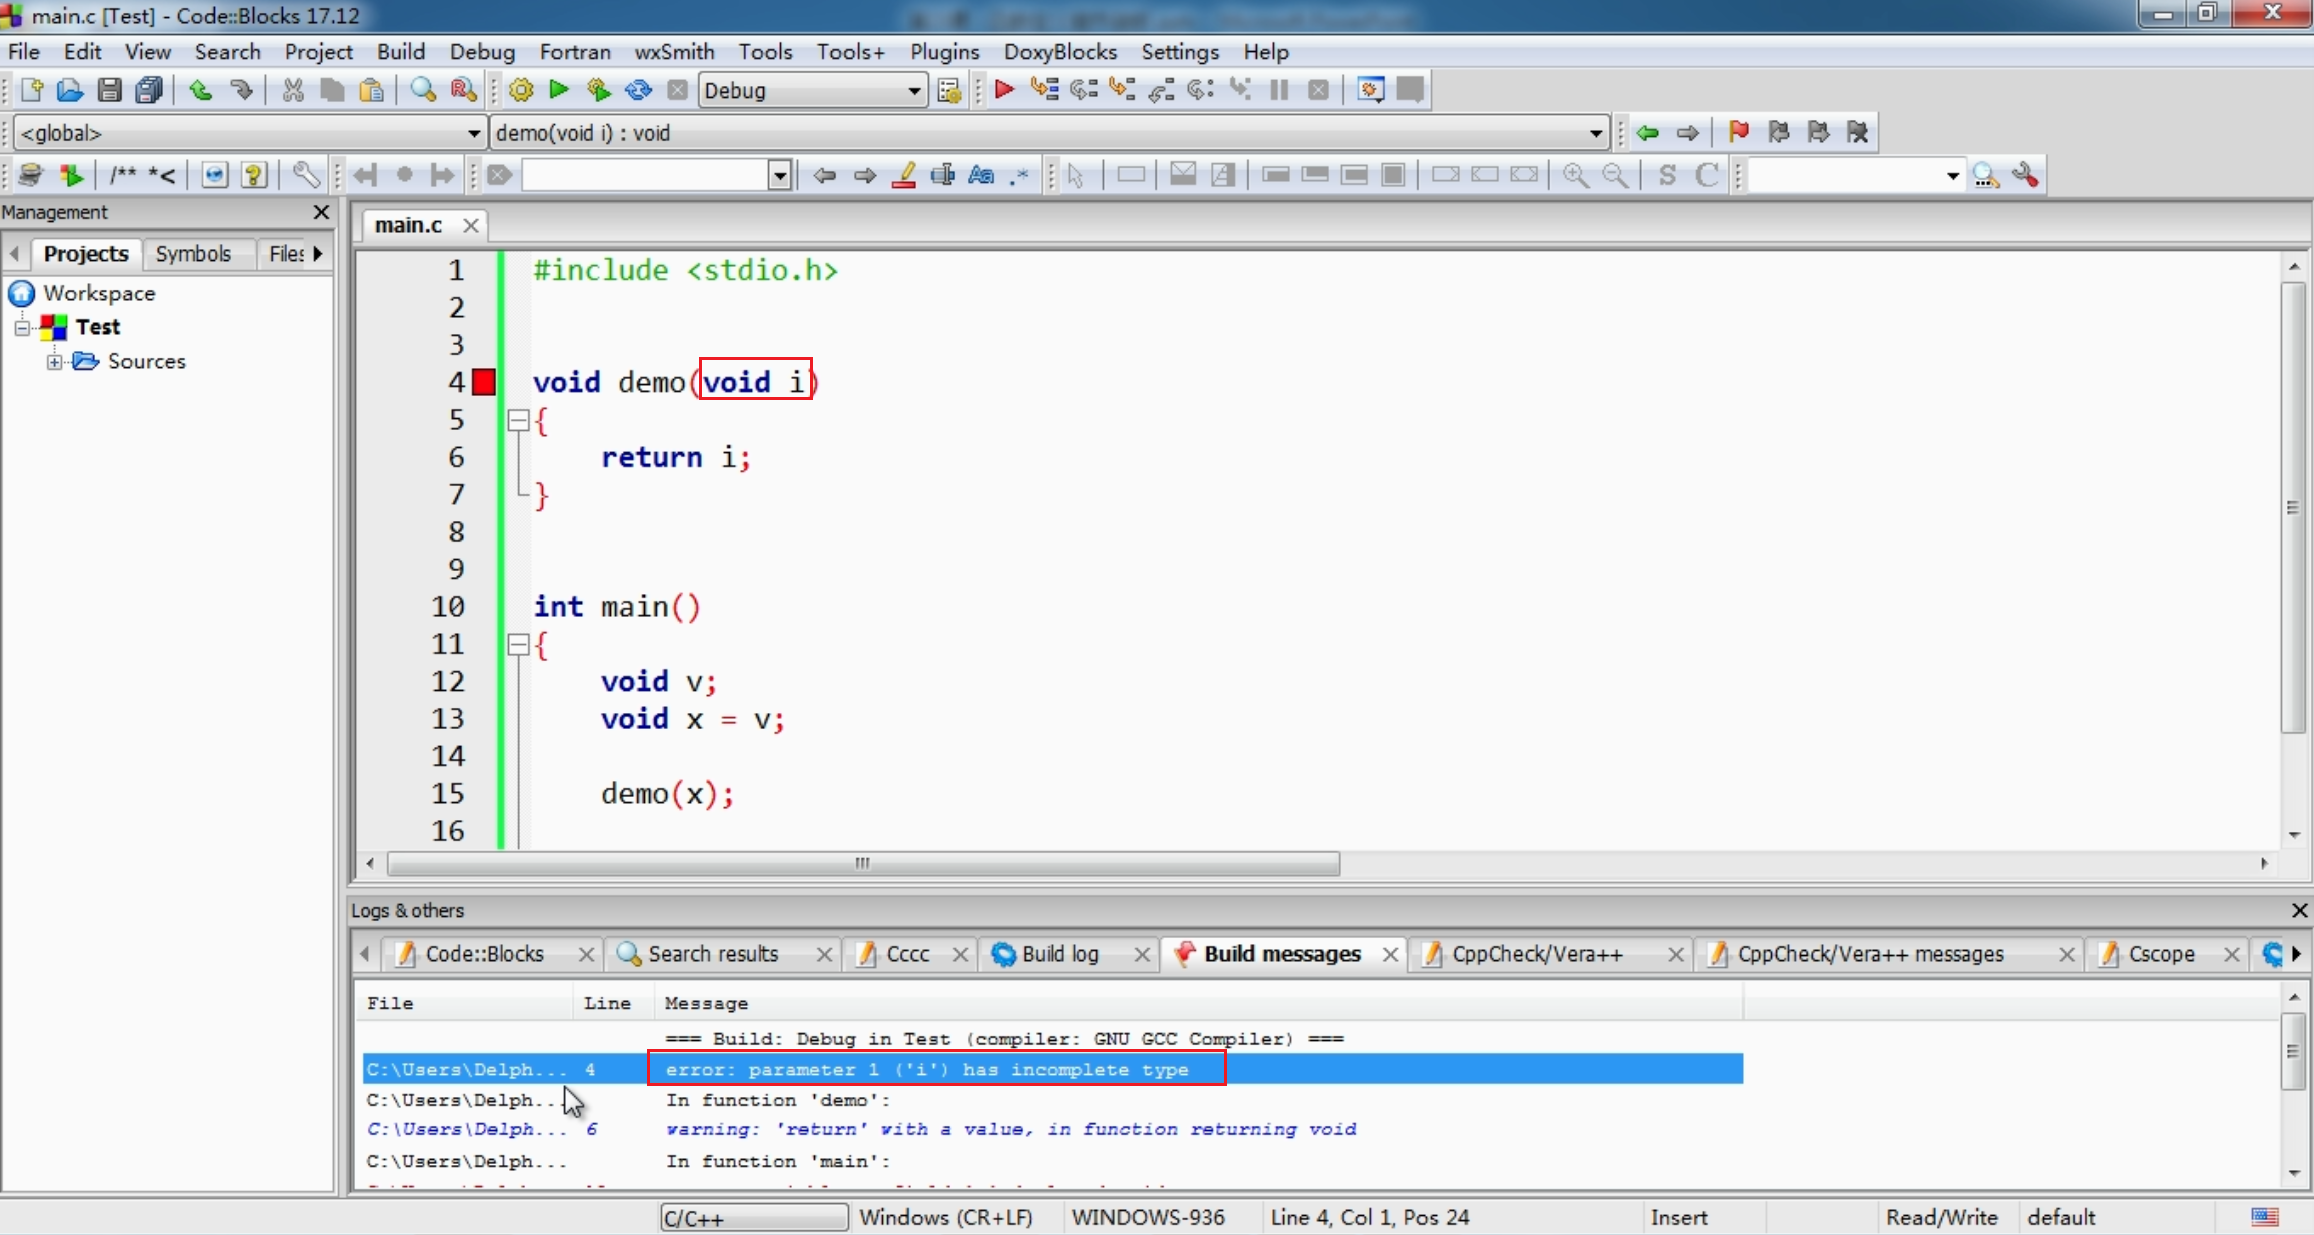 main.c [Test] - Code::Blocks 17.12
File Edit View Search Project Build Debug Fortran wxSmith Tools Tools+ Plugins DoxyBlocks Settings Help
Debug
<global> demo(void i) : void
/** *<
S C
Management
Projects Symbols Files
Workspace
Test
Sources
main.c
1 #include <stdio.h>
2
3
4 void demo(void i)
5 {
6 return i;
7 }
8
9
10 int main()
11 {
12 void v;
13 void x = v;
14
15 demo(x);
16
Logs & others
Code::Blocks Search results Cccc Build log Build messages CppCheck/Vera++ CppCheck/Vera++ messages Cscope
File Line Message
=== Build: Debug in Test (compiler: GNU GCC Compiler) ===
C:\Users\Delph... 4 error: parameter 1 ('i') has incomplete type
C:\Users\Delph... In function 'demo':
C:\Users\Delph... 6 warning: 'return' with a value, in function returning void
C:\Users\Delph... In function 'main':
C/C++ Windows (CR+LF) WINDOWS-936 Line 4, Col 1, Pos 24 Insert Read/Write default